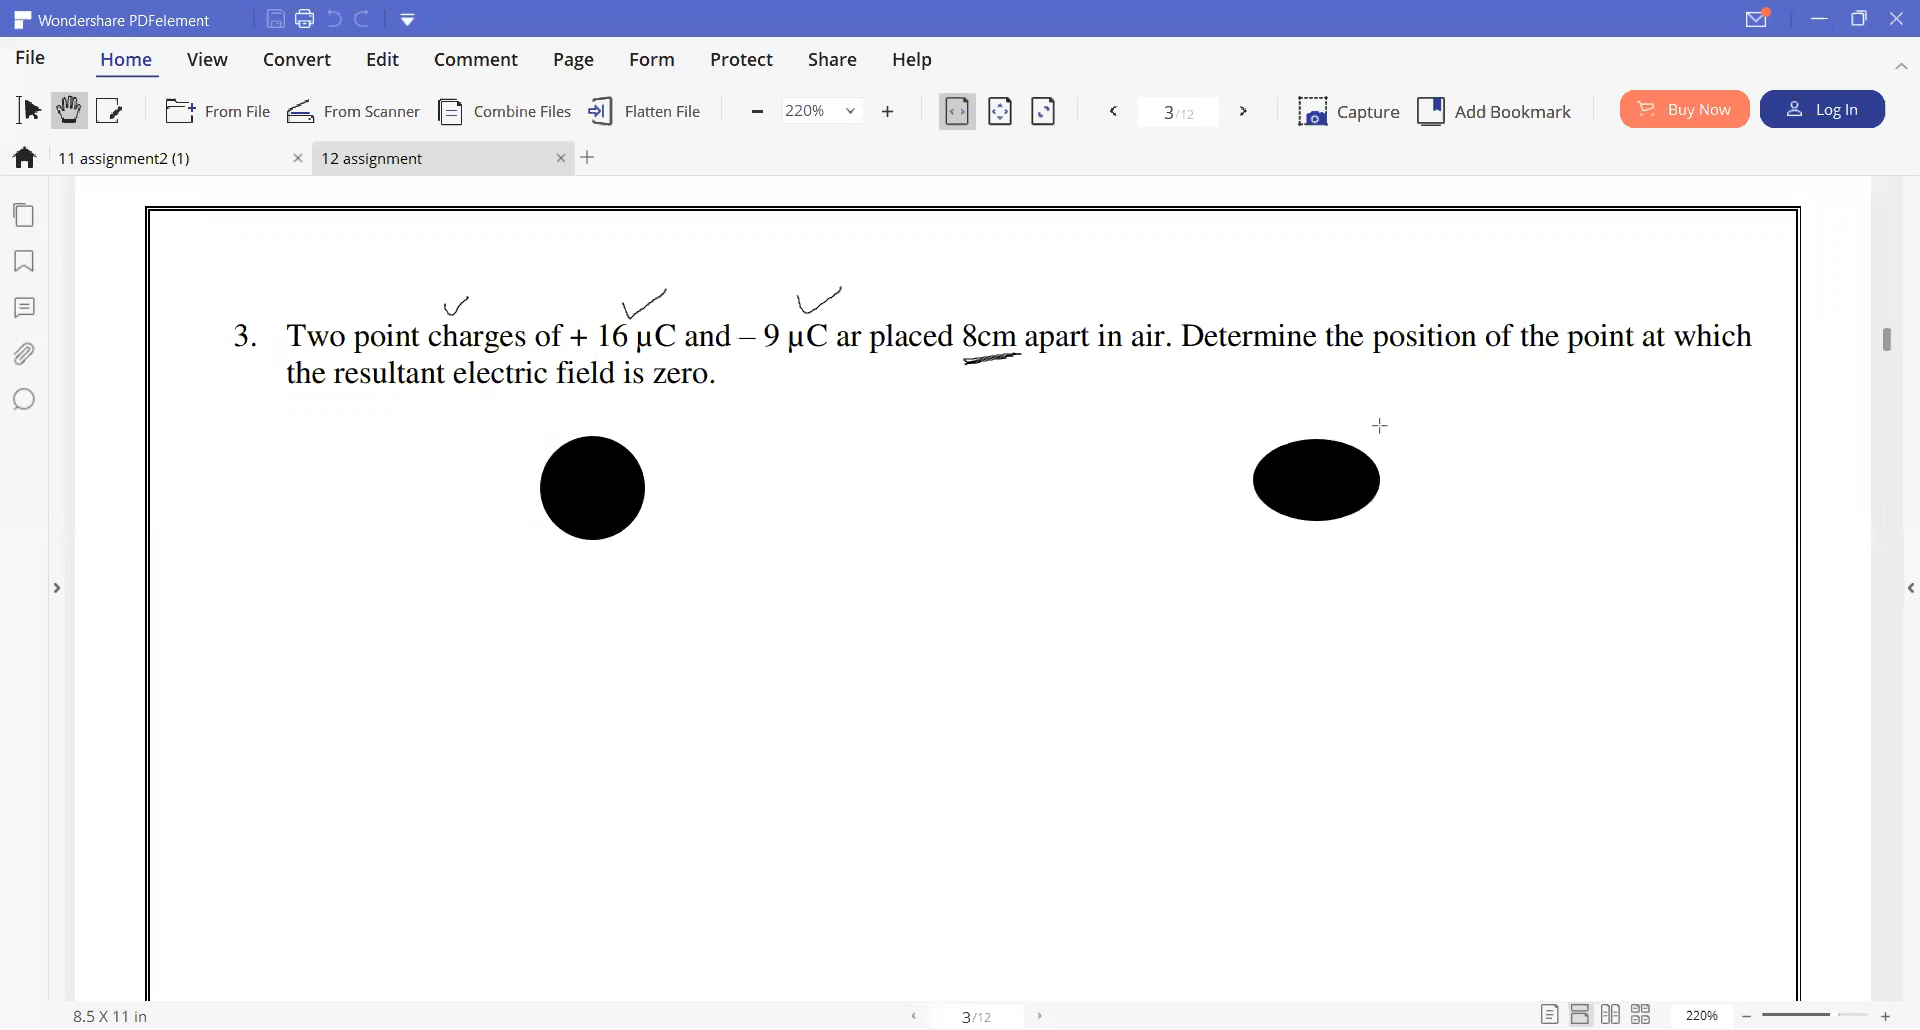 Wondershare PDFelement
File Home View Convert Edit Comment Page Form Protect Share Help
From File From Scanner Combine Files Flatten File 220% 3/12 Capture Add Bookmark Buy Now Log In
11 assignment2 (1) 12 assignment
3. Two point charges of + 16 μC and – 9 μC ar placed 8cm apart in air. Determine the position of the point at which
the resultant electric field is zero.
8.5 X 11 in 3/12 220%